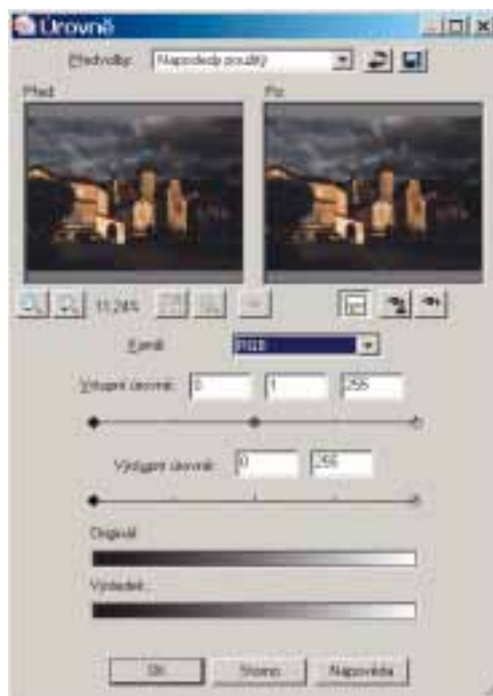 Úrovně
Předvolby: Naposledy použitý
Před: Po:
11,24%
Kanál: RGB
Vstupní úrovně: 0 1 255
Výstupní úrovně: 0 255
Originál:
Výsledek:
OK Storno Nápověda